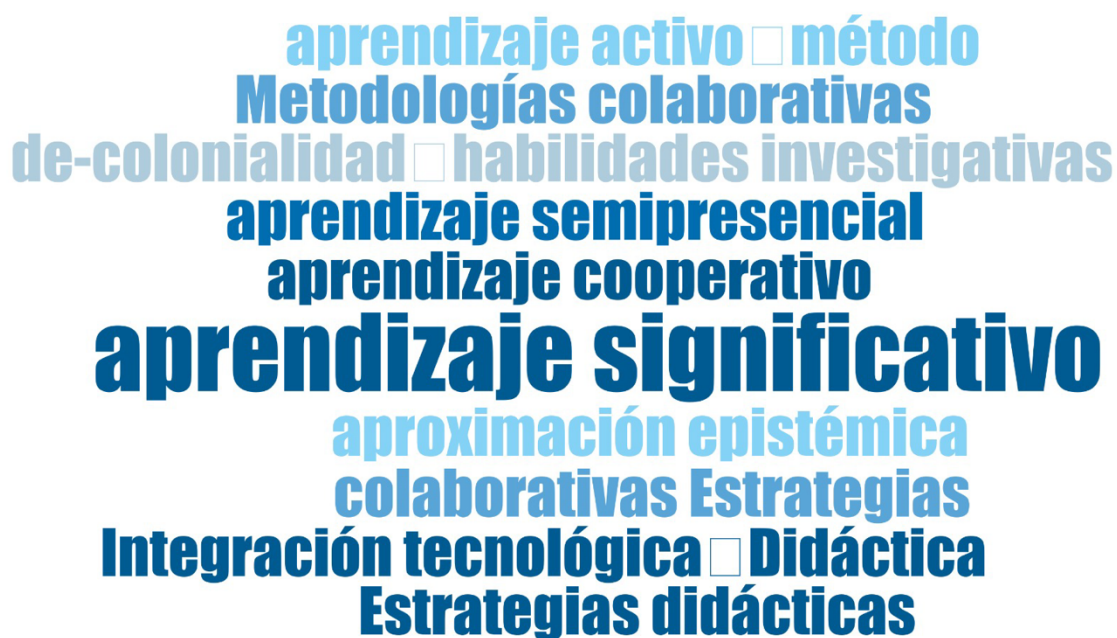 aprendizaje activo□método
Metodologías colaborativas
de-colonialidad□habilidades investigativas
aprendizaje semipresencial
aprendizaje cooperativo
aprendizaje significativo
aproximación epistémica
colaborativas Estrategias
Integración tecnológica□Didáctica
Estrategias didácticas